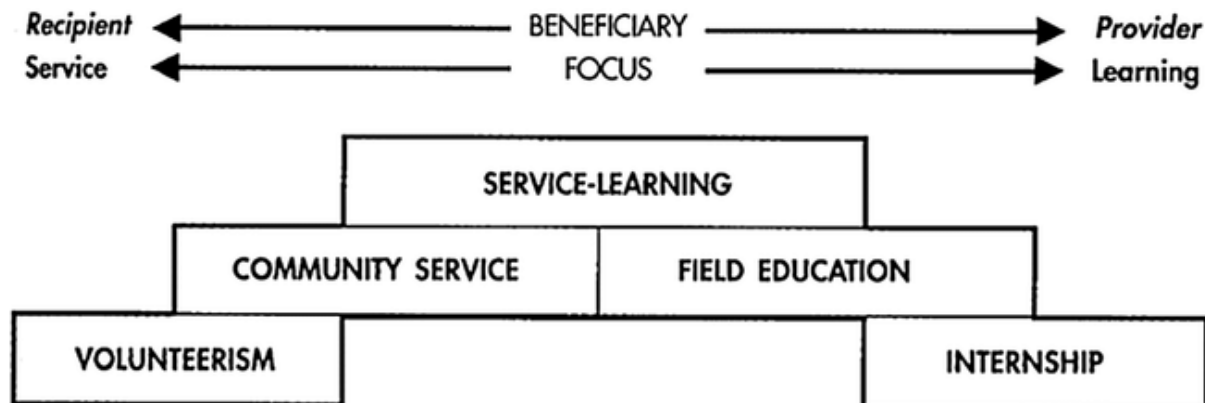 Recipient BENEFICIARY Provider
Service FOCUS Learning
SERVICE-LEARNING
COMMUNITY SERVICE FIELD EDUCATION
VOLUNTEERISM INTERNSHIP